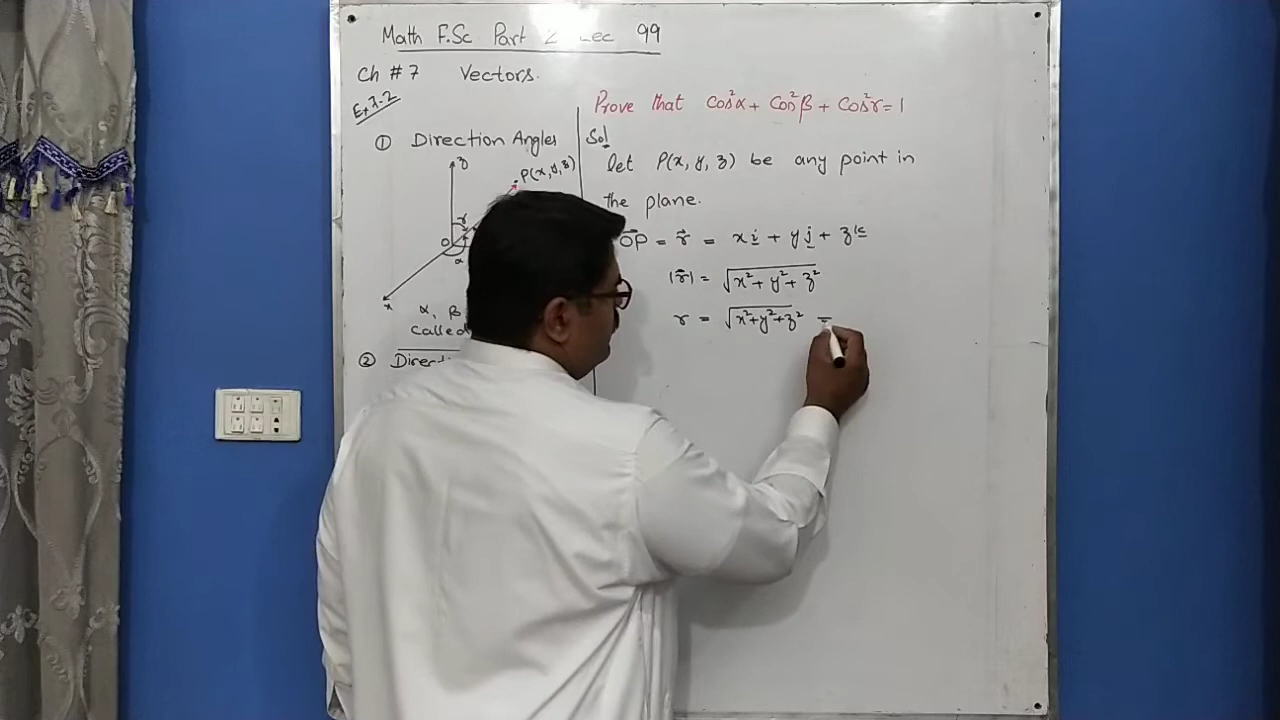 Math F.Sc Part 2 Lec 99
Ch # 7 Vectors.
Ex 7.2
① Direction Angles
z
P(x, y, z)
γ
O
α
x
α, β
called
②
Prove that Cos²α + Cos²β + Cos²γ = 1
Sol
let P(x, y, z) be any point in
the plane.
OP⃗ = r⃗ = x i + y j + z k
|r⃗| = √x² + y² + z²
r = √x²+y²+z² =